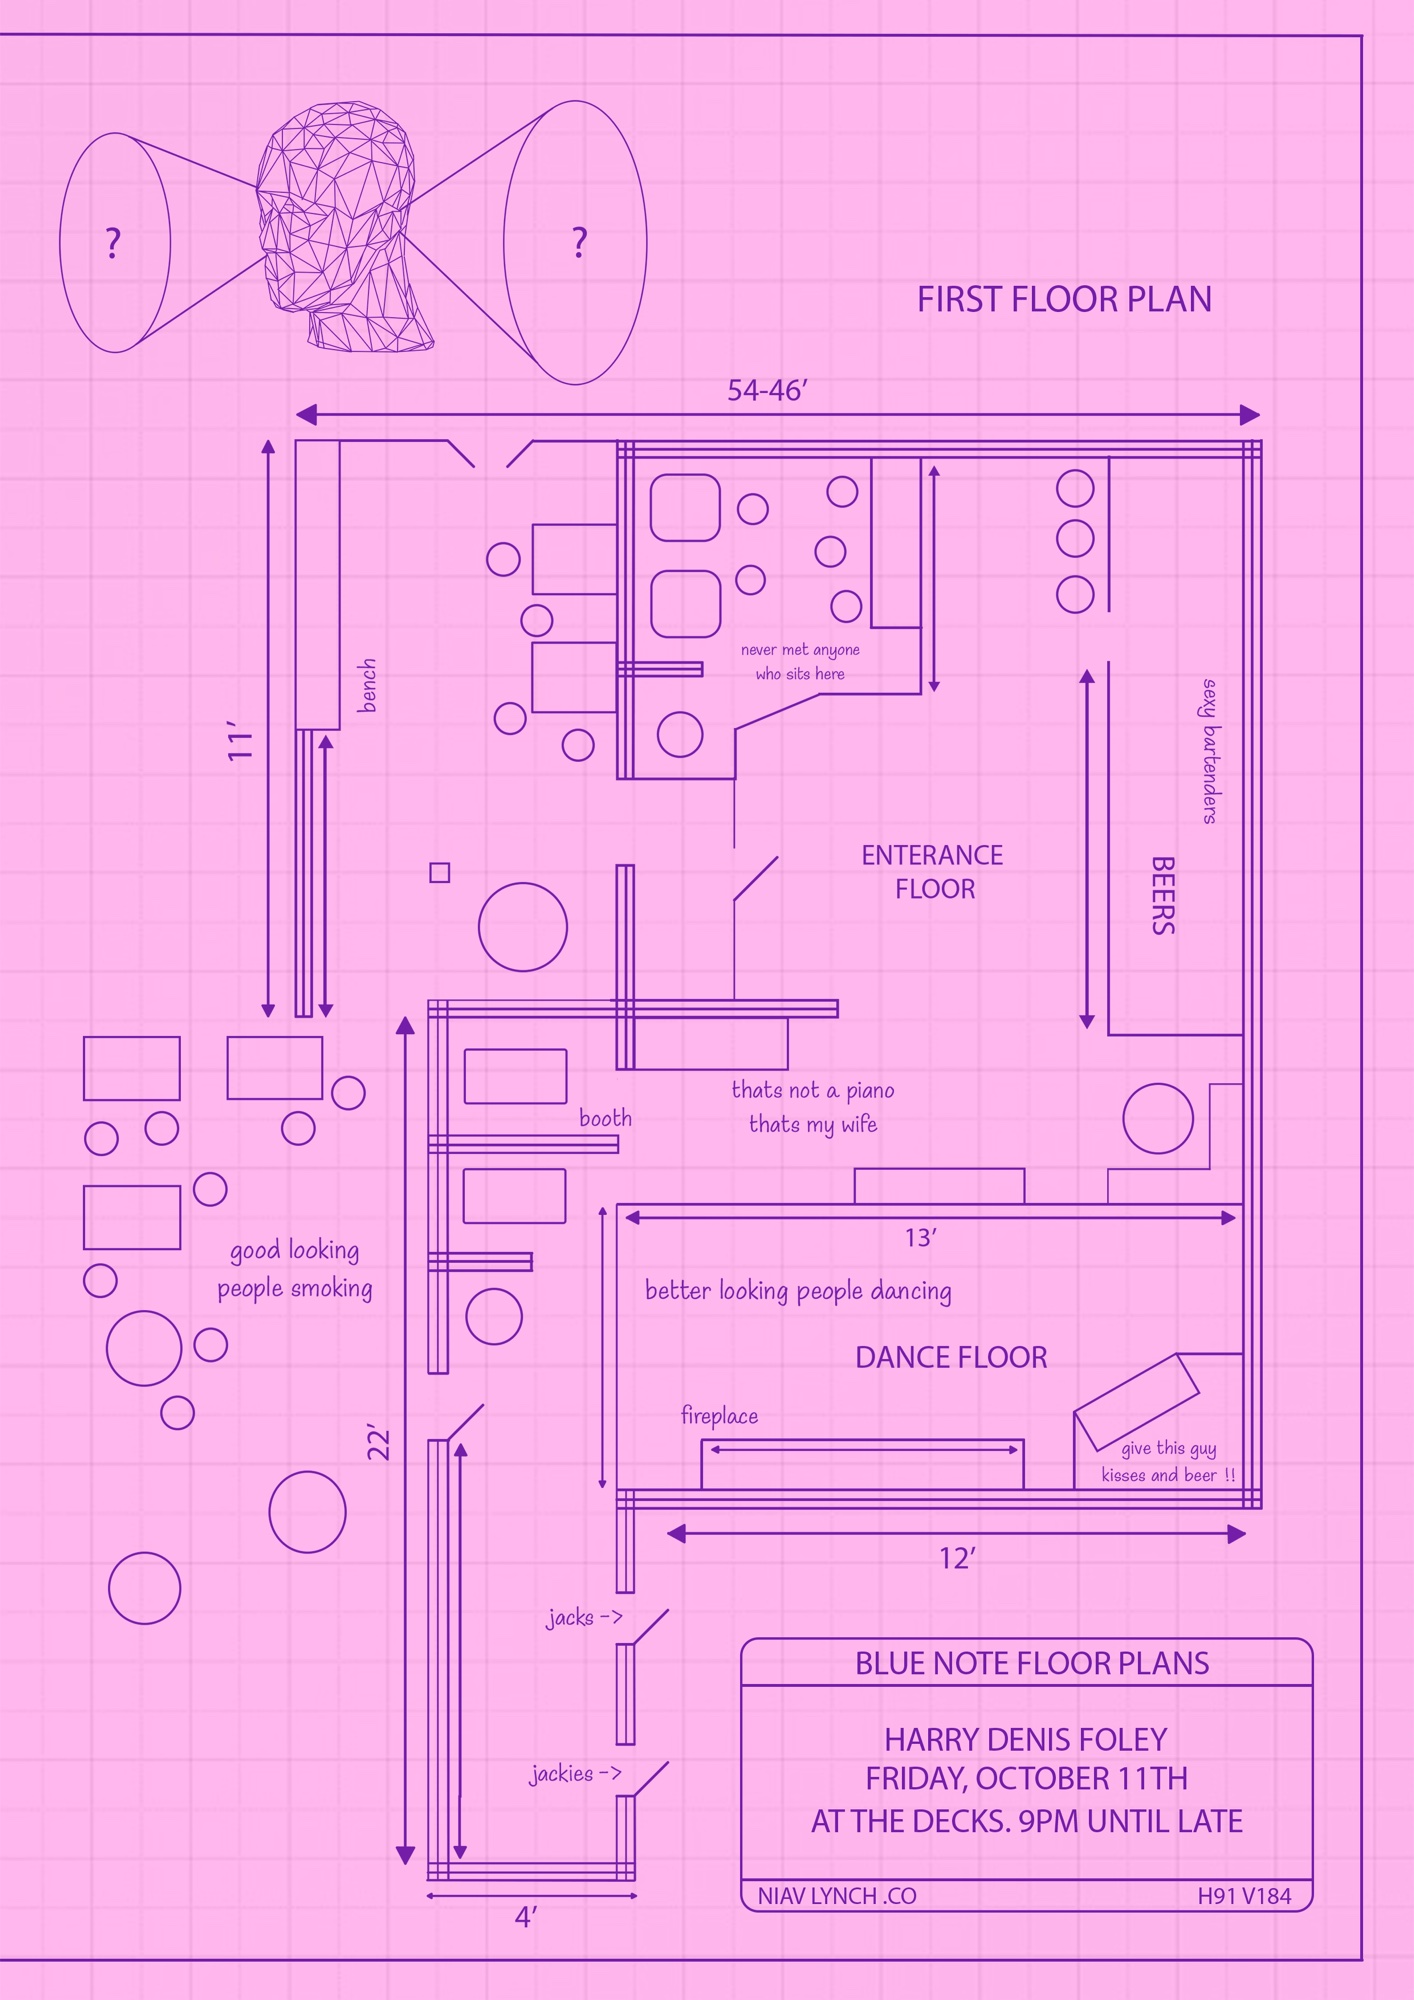 ?
?
FIRST FLOOR PLAN
54-46’
11’
bench
never met anyone
who sits here
sexy bartenders
ENTERANCE
FLOOR
BEERS
thats not a piano
thats my wife
booth
13’
good looking
people smoking
better looking people dancing
DANCE FLOOR
22’
fireplace
give this guy
kisses and beer !!
12’
jacks ->
jackies ->
4’
BLUE NOTE FLOOR PLANS
HARRY DENIS FOLEY
FRIDAY, OCTOBER 11TH
AT THE DECKS. 9PM UNTIL LATE
NIAV LYNCH .CO
H91 V184